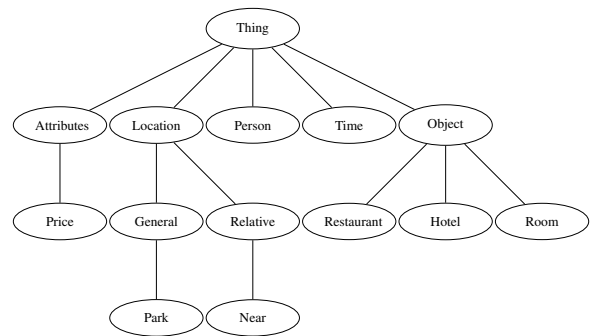 Thing
Attributes Location Person Time Object
Price General Relative Restaurant Hotel Room
Park Near